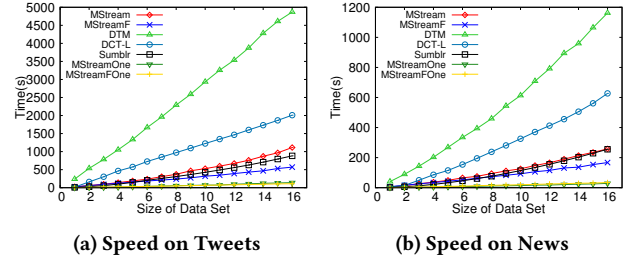 5000
4500
4000
3500
3000
2500
2000
1500
1000
500
0
Time(s)
MStream
MStreamF
DTM
DCT-L
Sumblr
MStreamOne
MStreamFOne
0 2 4 6 8 10 12 14 16
Size of Data Set
(a) Speed on Tweets
1200
1000
800
600
400
200
0
Time(s)
MStream
MStreamF
DTM
DCT-L
Sumblr
MStreamOne
MStreamFOne
0 2 4 6 8 10 12 14 16
Size of Data Set
(b) Speed on News